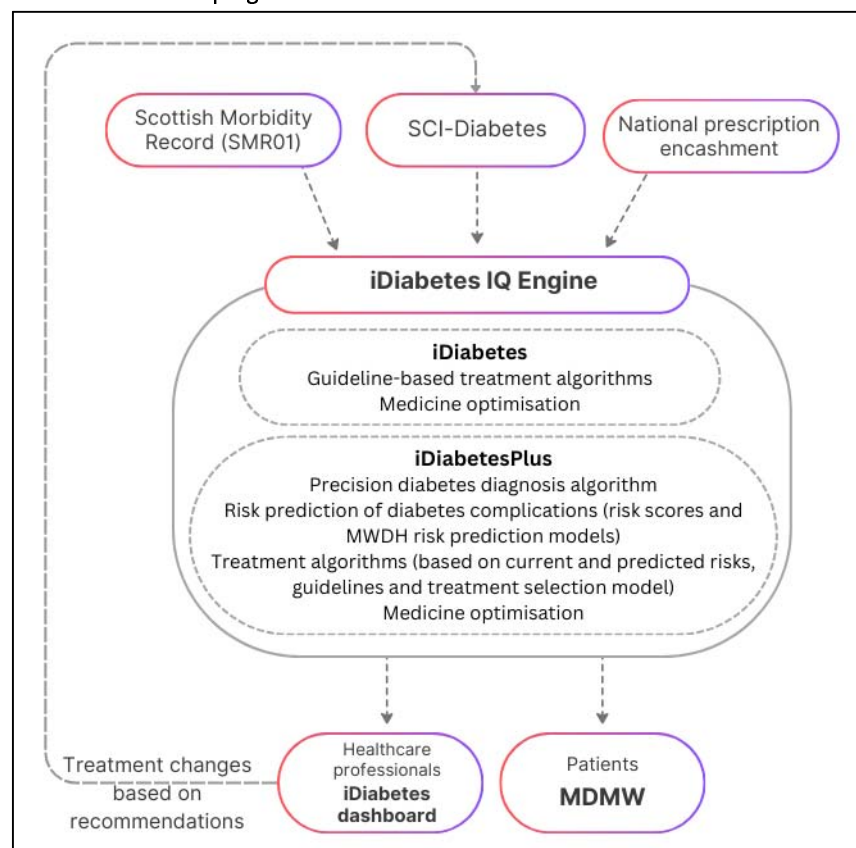 Scottish Morbidity
Record (SMR01)
SCI-Diabetes
National prescription
encashment
iDiabetes IQ Engine
iDiabetes
Guideline-based treatment algorithms
Medicine optimisation
iDiabetesPlus
Precision diabetes diagnosis algorithm
Risk prediction of diabetes complications (risk scores and
MWDH risk prediction models)
Treatment algorithms (based on current and predicted risks,
guidelines and treatment selection model)
Medicine optimisation
Treatment changes
based on
recommendations
Healthcare
professionals
iDiabetes
dashboard
Patients
MDMW